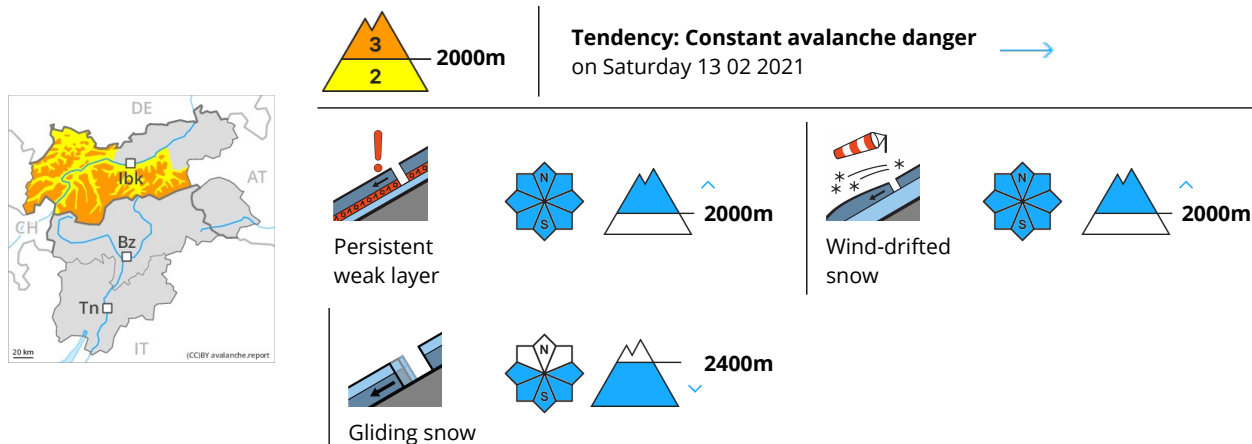 3
2
2000m
Tendency: Constant avalanche danger
on Saturday 13 02 2021
DE
AT
Ibk
CH
Bz
Tn
IT
20 km
(CC)BY avalanche.report
Persistent
weak layer
N
S
2000m
Wind-drifted
snow
N
S
2000m
Gliding snow
N
S
2400m